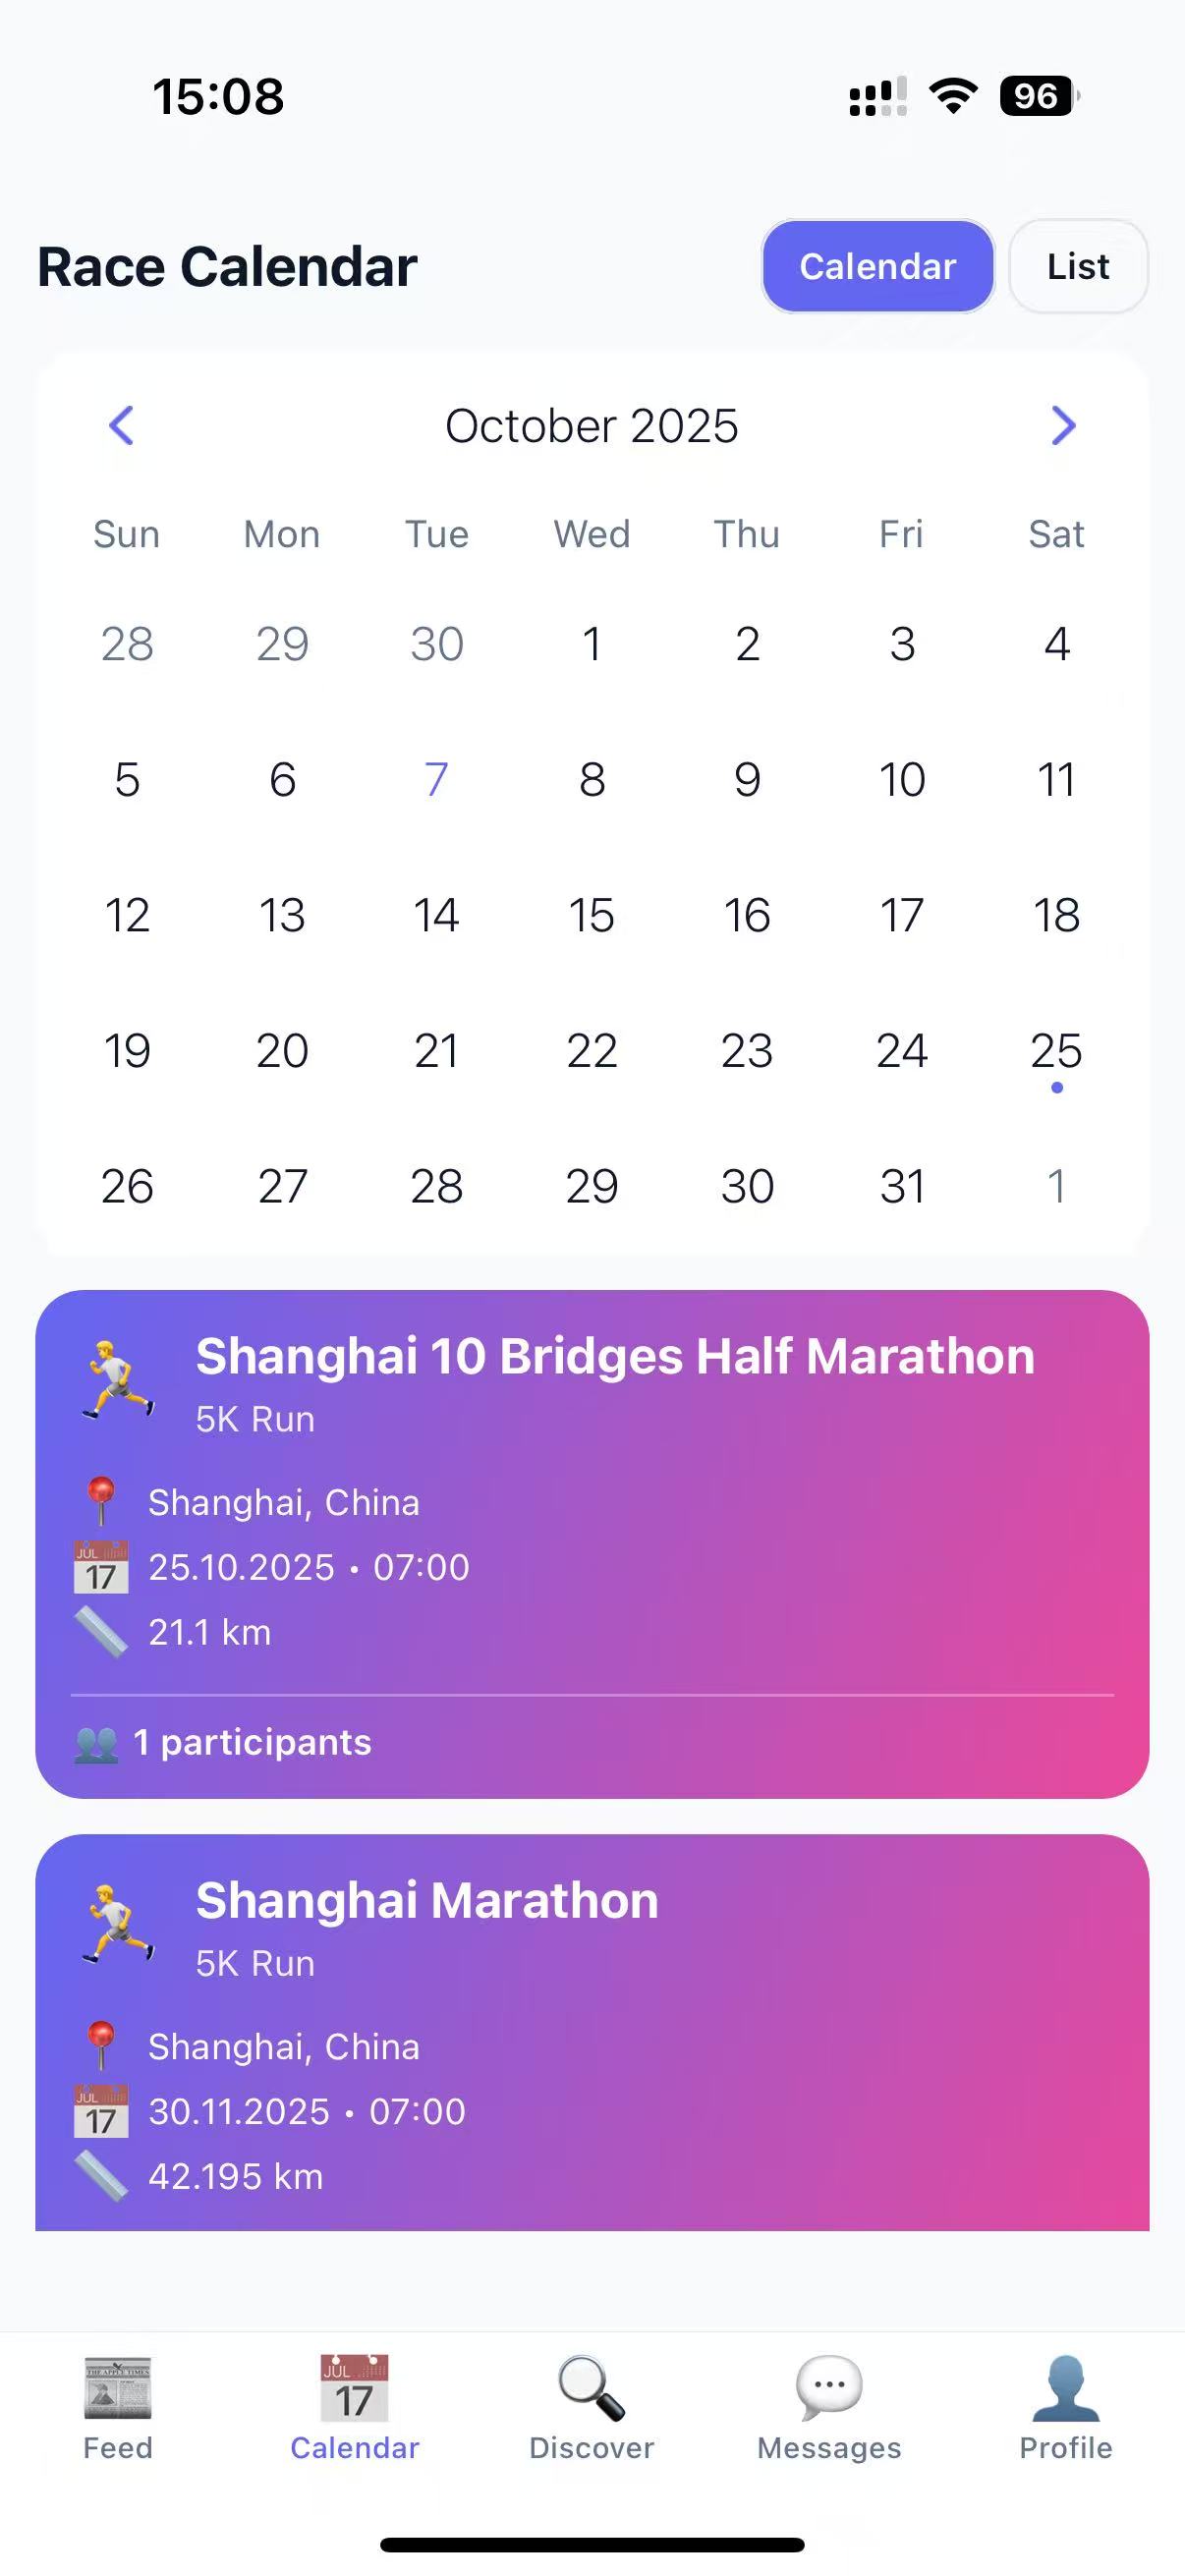 15:08
96
Race Calendar
Calendar
List
October 2025
Sun Mon Tue Wed Thu Fri Sat
28 29 30 1 2 3 4
5 6 7 8 9 10 11
12 13 14 15 16 17 18
19 20 21 22 23 24 25
26 27 28 29 30 31 1
Shanghai 10 Bridges Half Marathon
5K Run
Shanghai, China
JUL
17
25.10.2025 • 07:00
21.1 km
1 participants
Shanghai Marathon
5K Run
Shanghai, China
JUL
17
30.11.2025 • 07:00
42.195 km
THE APPLE TIMES
JUL
17
Feed
Calendar
Discover
Messages
Profile